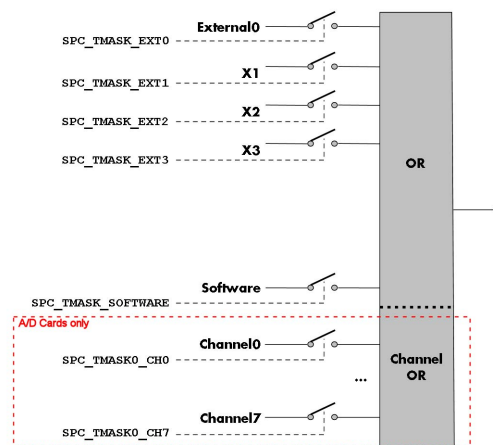 External0
SPC_TMASK_EXT0
X1
SPC_TMASK_EXT1
X2
SPC_TMASK_EXT2
X3
SPC_TMASK_EXT3
OR
Software
SPC_TMASK_SOFTWARE
A/D Cards only
Channel0
SPC_TMASK0_CH0
Channel
OR
...
Channel7
SPC_TMASK0_CH7